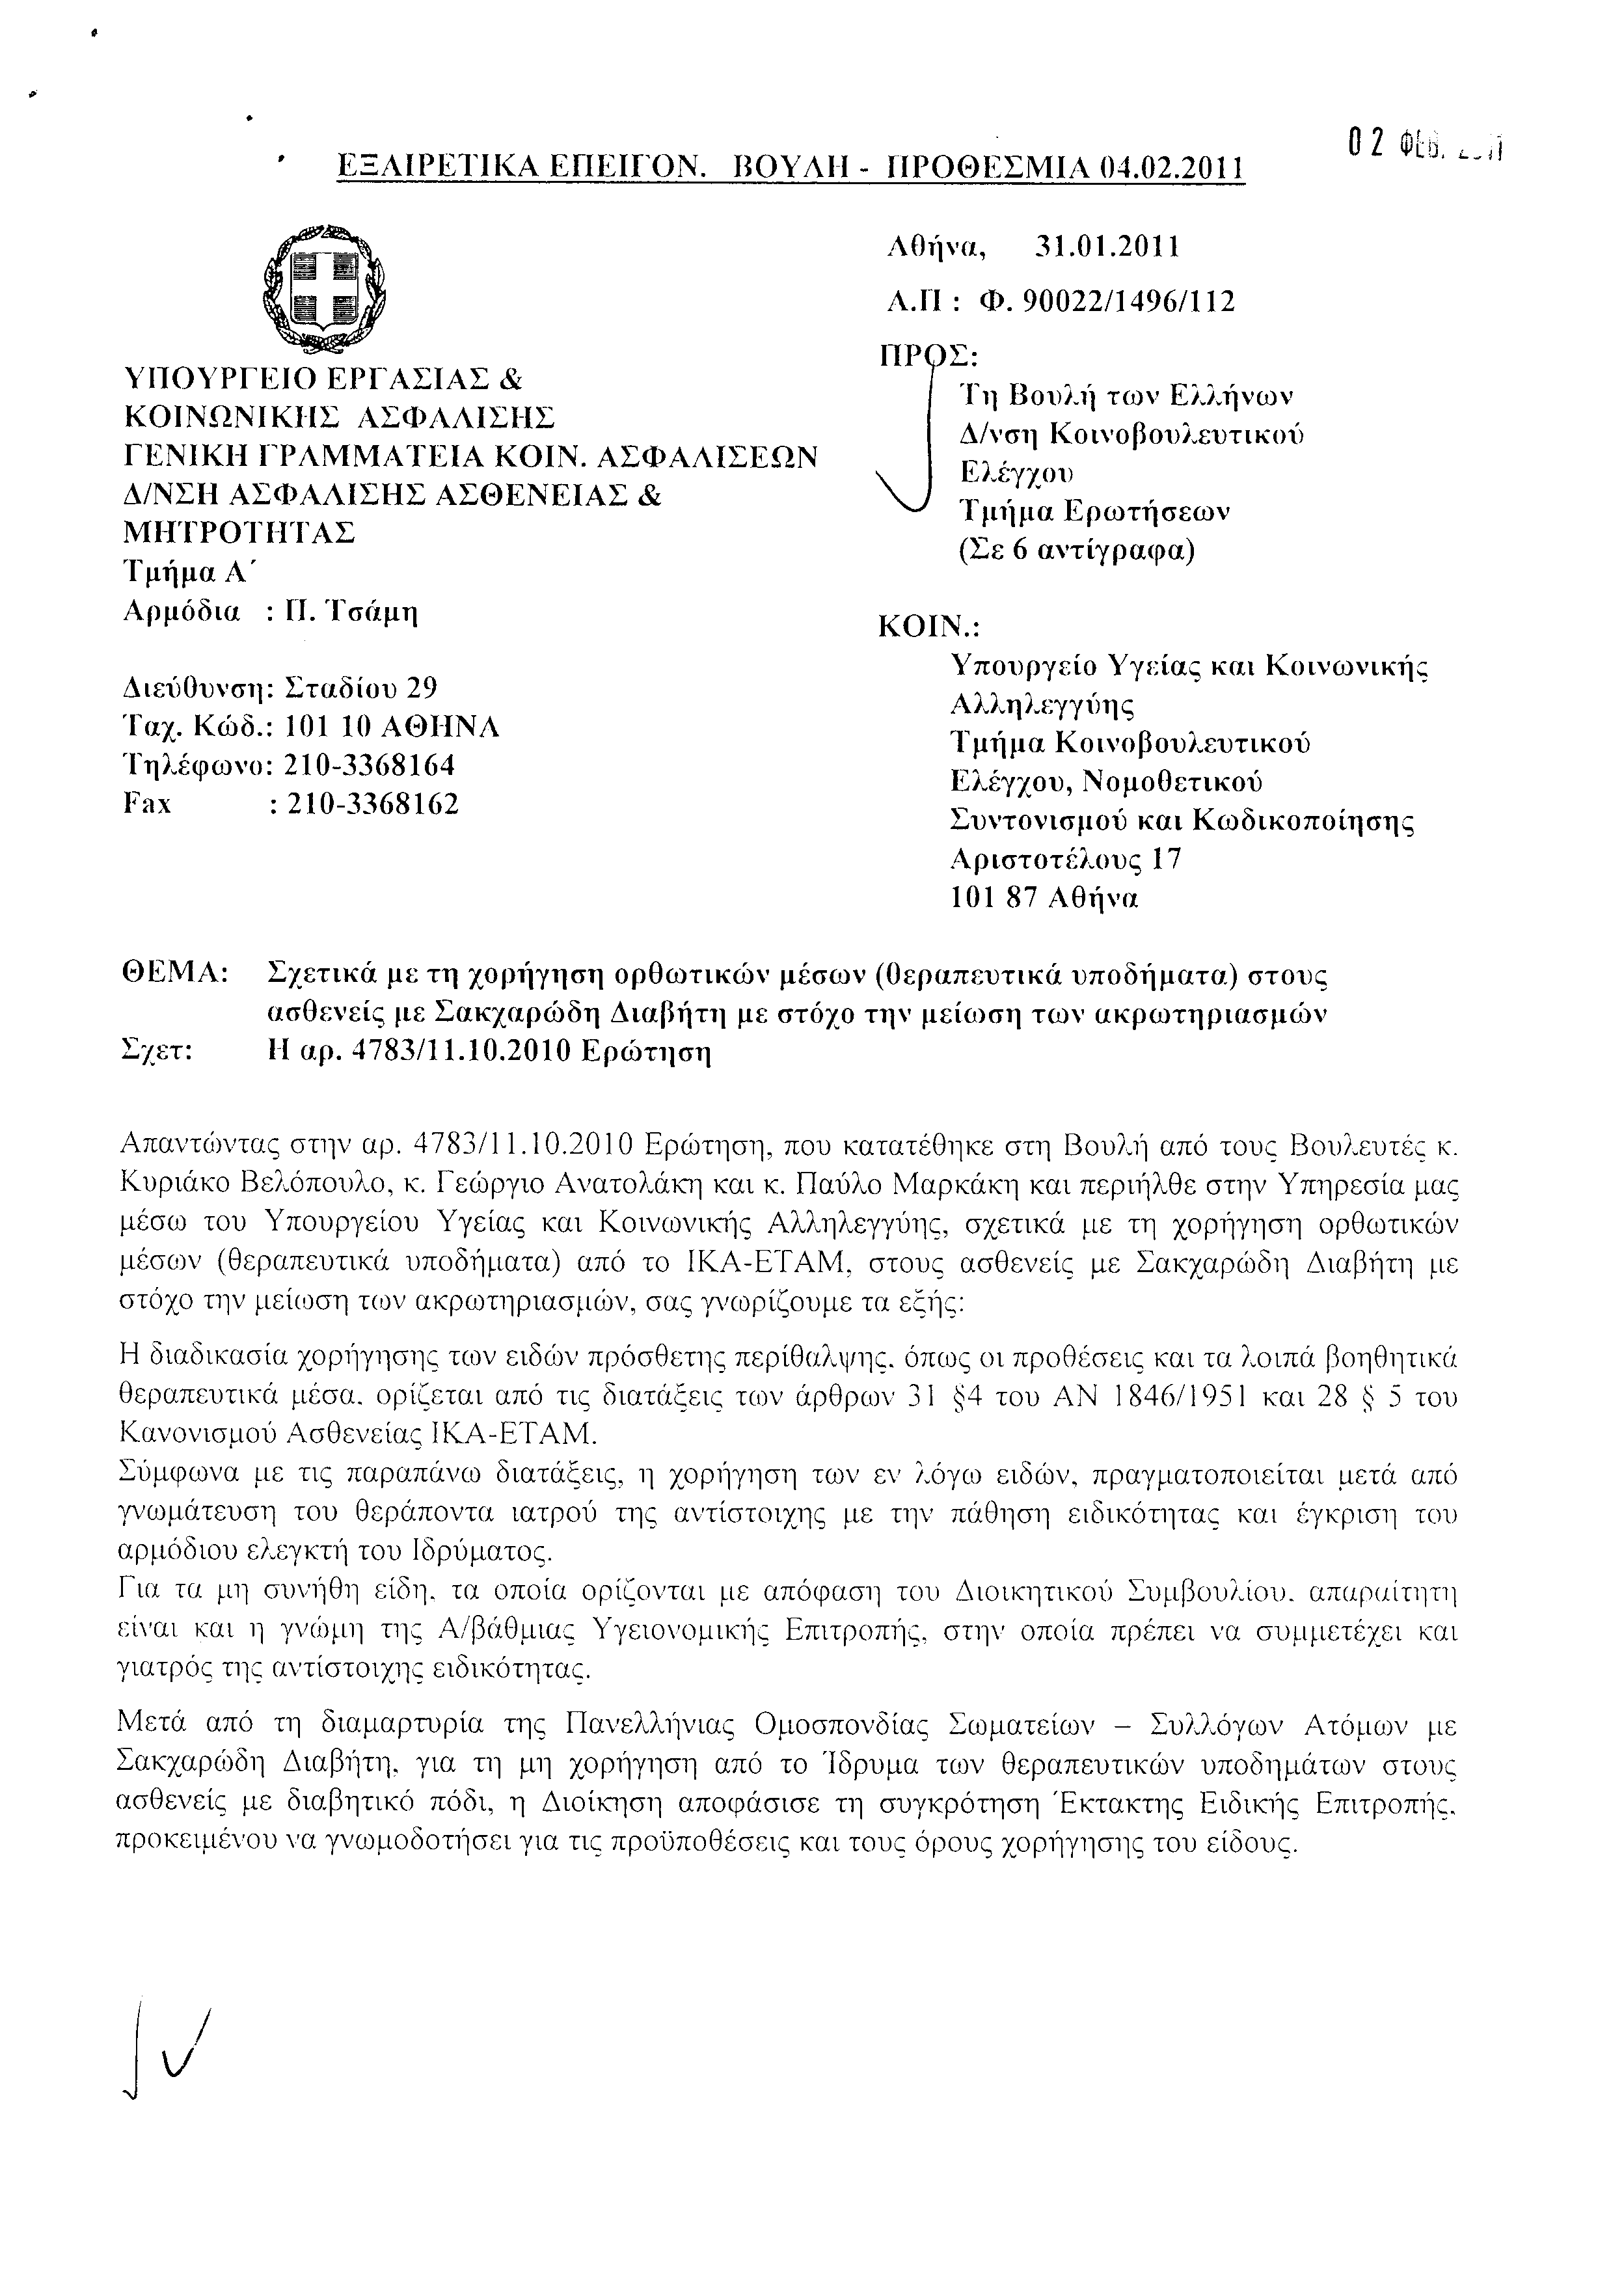 02 ΦΕΒ.
ΕΞΑΙΡΕΤΙΚΑ ΕΠΕΙΓΟΝ. ΒΟΥΛΗ - ΠΡΟΘΕΣΜΙΑ 04.02.2011
Αθήνα, 31.01.2011
Α.Π : Φ. 90022/1496/112
ΥΠΟΥΡΓΕΙΟ ΕΡΓΑΣΙΑΣ &
ΚΟΙΝΩΝΙΚΗΣ ΑΣΦΑΛΙΣΗΣ
ΓΕΝΙΚΗ ΓΡΑΜΜΑΤΕΙΑ ΚΟΙΝ. ΑΣΦΑΛΙΣΕΩΝ
Δ/ΝΣΗ ΑΣΦΑΛΙΣΗΣ ΑΣΘΕΝΕΙΑΣ &
ΜΗΤΡΟΤΗΤΑΣ
Τμήμα Α΄
Αρμόδια : Π. Τσάμη
Διεύθυνση: Σταδίου 29
Ταχ. Κώδ.: 101 10 ΑΘΗΝΑ
Τηλέφωνο: 210-3368164
Fax : 210-3368162
ΠΡΟΣ:
Τη Βουλή των Ελλήνων
Δ/νση Κοινοβουλευτικού
Ελέγχου
Τμήμα Ερωτήσεων
(Σε 6 αντίγραφα)
ΚΟΙΝ.:
Υπουργείο Υγείας και Κοινωνικής
Αλληλεγγύης
Τμήμα Κοινοβουλευτικού
Ελέγχου, Νομοθετικού
Συντονισμού και Κωδικοποίησης
Αριστοτέλους 17
101 87 Αθήνα
ΘΕΜΑ: Σχετικά με τη χορήγηση ορθωτικών μέσων (θεραπευτικά υποδήματα) στους
ασθενείς με Σακχαρώδη Διαβήτη με στόχο την μείωση των ακρωτηριασμών
Σχετ: Η αρ. 4783/11.10.2010 Ερώτηση
Απαντώντας στην αρ. 4783/11.10.2010 Ερώτηση, που κατατέθηκε στη Βουλή από τους Βουλευτές κ.
Κυριάκο Βελόπουλο, κ. Γεώργιο Ανατολάκη και κ. Παύλο Μαρκάκη και περιήλθε στην Υπηρεσία μας
μέσω του Υπουργείου Υγείας και Κοινωνικής Αλληλεγγύης, σχετικά με τη χορήγηση ορθωτικών
μέσων (θεραπευτικά υποδήματα) από το ΙΚΑ-ΕΤΑΜ, στους ασθενείς με Σακχαρώδη Διαβήτη με
στόχο την μείωση των ακρωτηριασμών, σας γνωρίζουμε τα εξής:
Η διαδικασία χορήγησης των ειδών πρόσθετης περίθαλψης, όπως οι προθέσεις και τα λοιπά βοηθητικά
θεραπευτικά μέσα, ορίζεται από τις διατάξεις των άρθρων 31 §4 του ΑΝ 1846/1951 και 28 § 5 του
Κανονισμού Ασθενείας ΙΚΑ-ΕΤΑΜ.
Σύμφωνα με τις παραπάνω διατάξεις, η χορήγηση των εν λόγω ειδών, πραγματοποιείται μετά από
γνωμάτευση του θεράποντα ιατρού της αντίστοιχης με την πάθηση ειδικότητας και έγκριση του
αρμόδιου ελεγκτή του Ιδρύματος.
Για τα μη συνήθη είδη, τα οποία ορίζονται με απόφαση του Διοικητικού Συμβουλίου, απαραίτητη
είναι και η γνώμη της Α/βάθμιας Υγειονομικής Επιτροπής, στην οποία πρέπει να συμμετέχει και
γιατρός της αντίστοιχης ειδικότητας.
Μετά από τη διαμαρτυρία της Πανελλήνιας Ομοσπονδίας Σωματείων – Συλλόγων Ατόμων με
Σακχαρώδη Διαβήτη, για τη μη χορήγηση από το Ίδρυμα των θεραπευτικών υποδημάτων στους
ασθενείς με διαβητικό πόδι, η Διοίκηση αποφάσισε τη συγκρότηση Έκτακτης Ειδικής Επιτροπής,
προκειμένου να γνωμοδοτήσει για τις προϋποθέσεις και τους όρους χορήγησης του είδους.